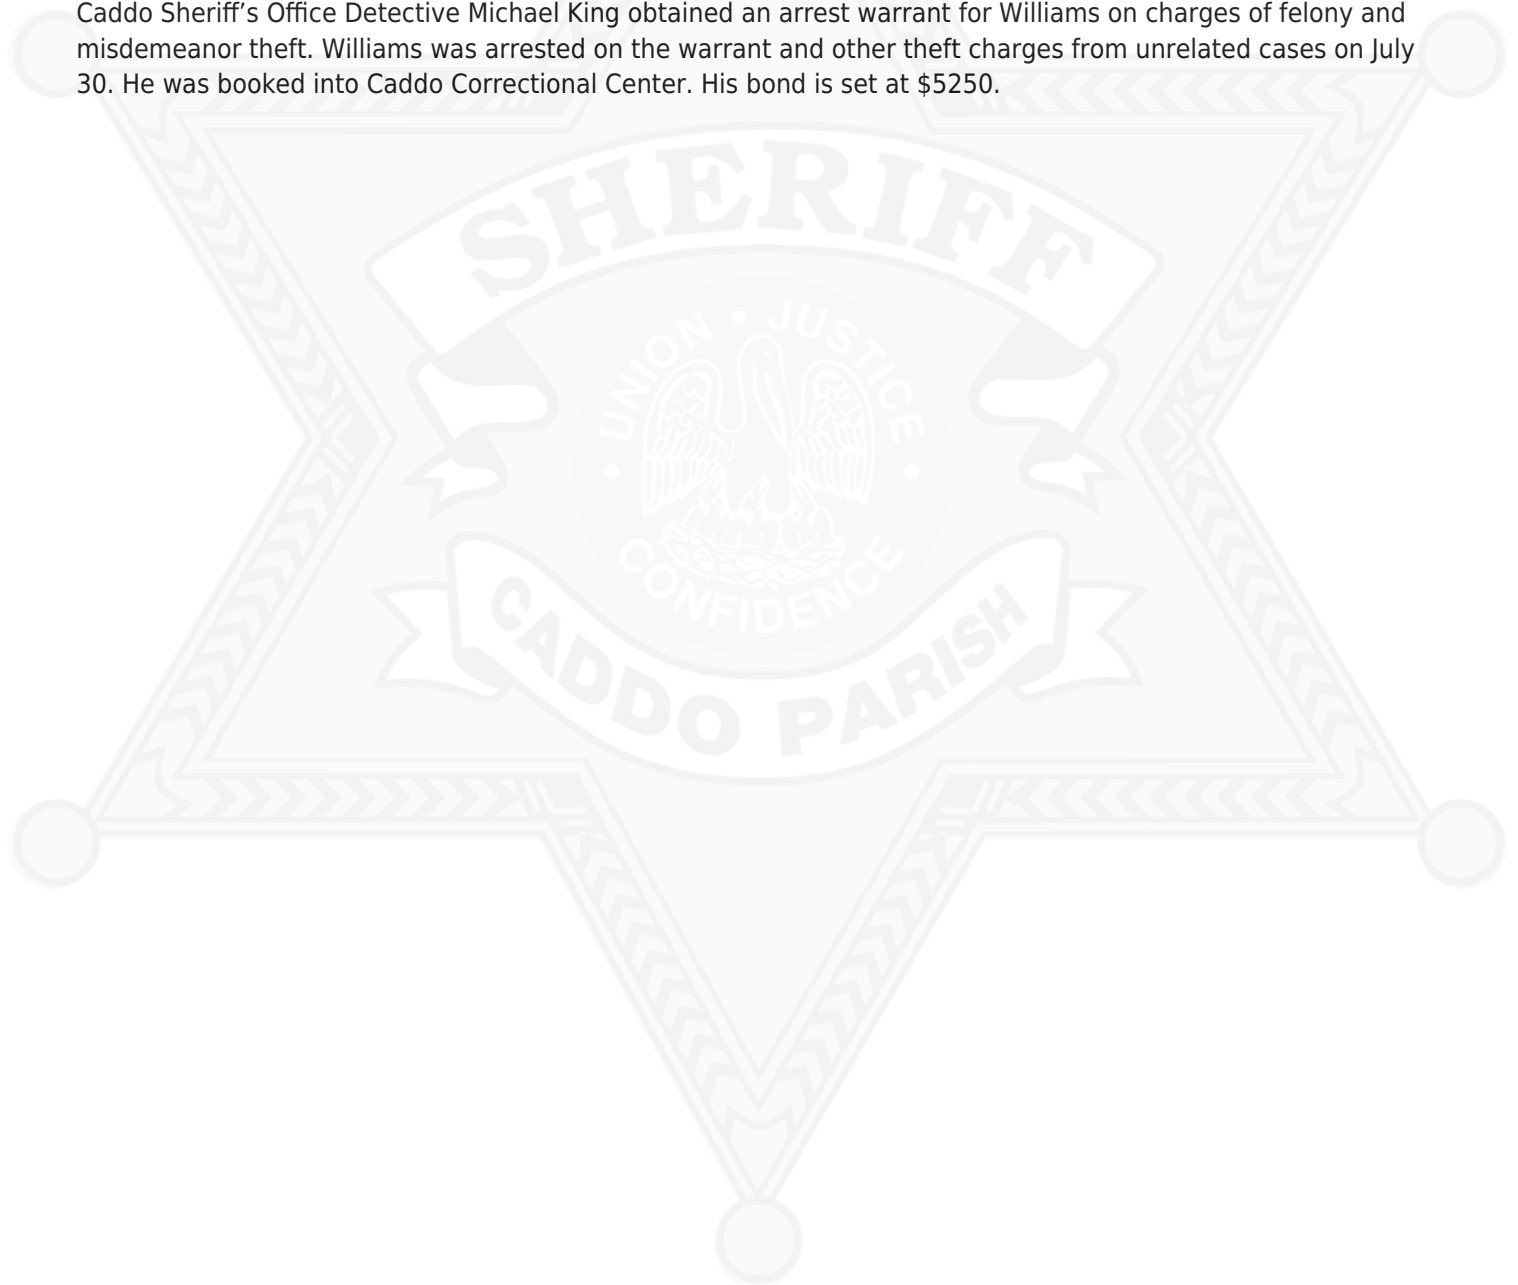 Caddo Sheriff’s Office Detective Michael King obtained an arrest warrant for Williams on charges of felony and
misdemeanor theft. Williams was arrested on the warrant and other theft charges from unrelated cases on July
30. He was booked into Caddo Correctional Center. His bond is set at $5250.
SHERIFF
UNION • JUSTICE
• CONFIDENCE •
CADDO PARISH